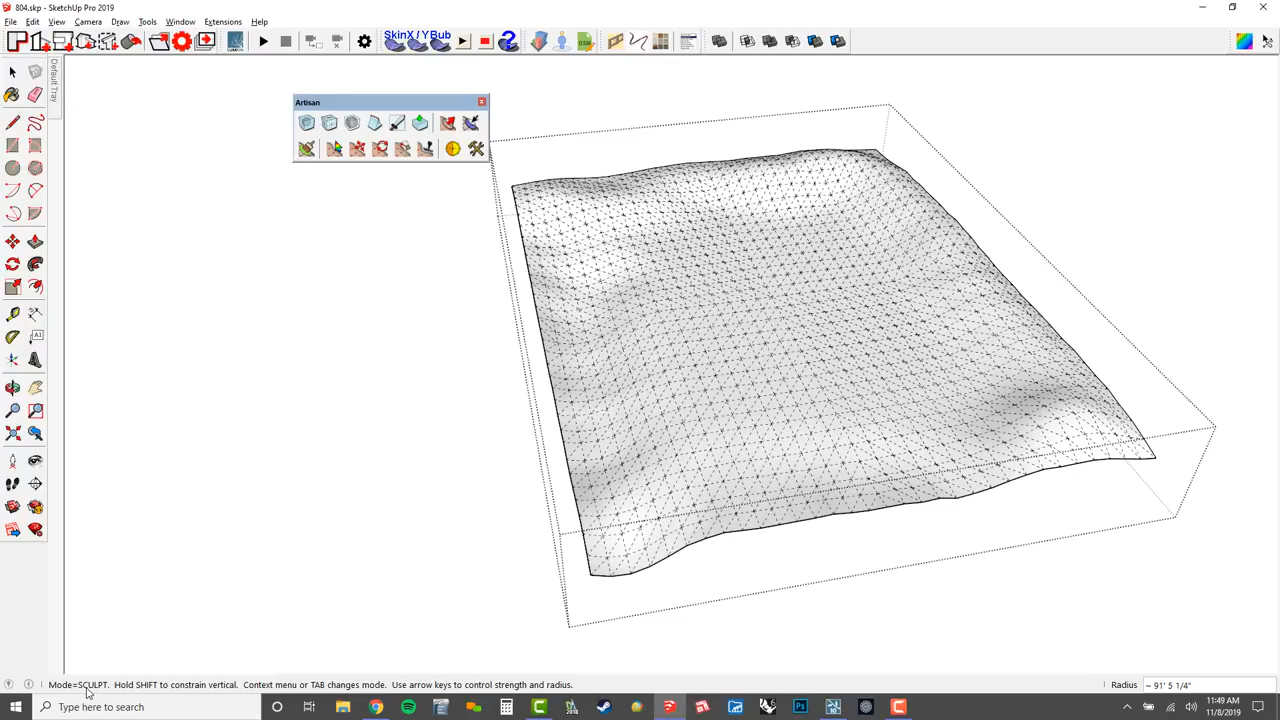 804.skp - SketchUp Pro 2019
File Edit View Camera Draw Tools Window Extensions Help
SkinX / YBub
Default Tray
Artisan
Mode=SCULPT. Hold SHIFT to constrain vertical. Context menu or TAB changes mode. Use arrow keys to control strength and radius.
Radius ~ 91' 5 1/4"
Type here to search
11:49 AM
11/8/2019